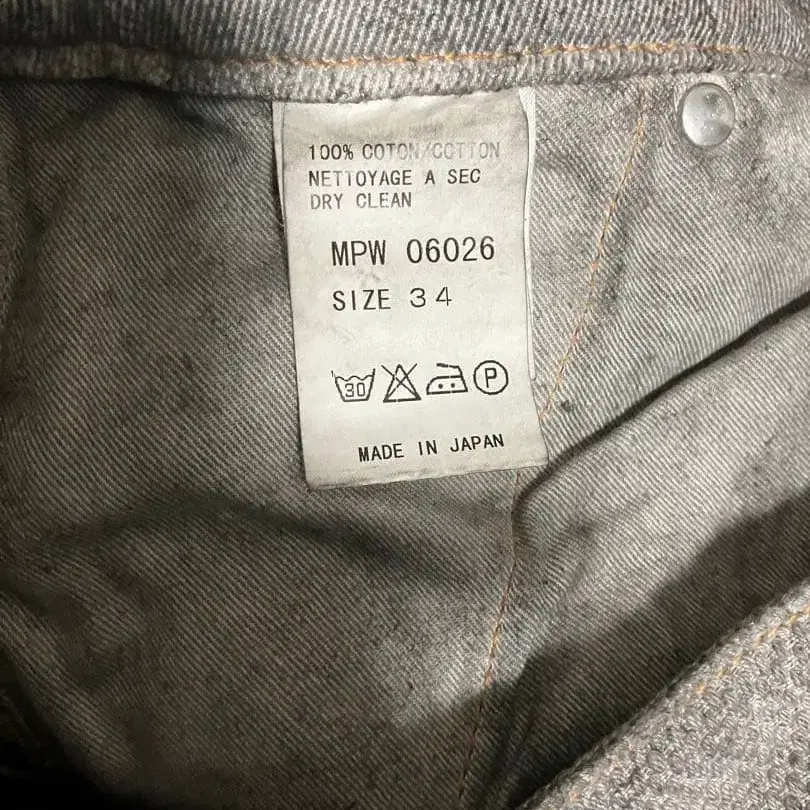 100% COTON/COTTON
NETTOYAGE A SEC
DRY CLEAN
MPW 06026
SIZE 34
30 P
MADE IN JAPAN